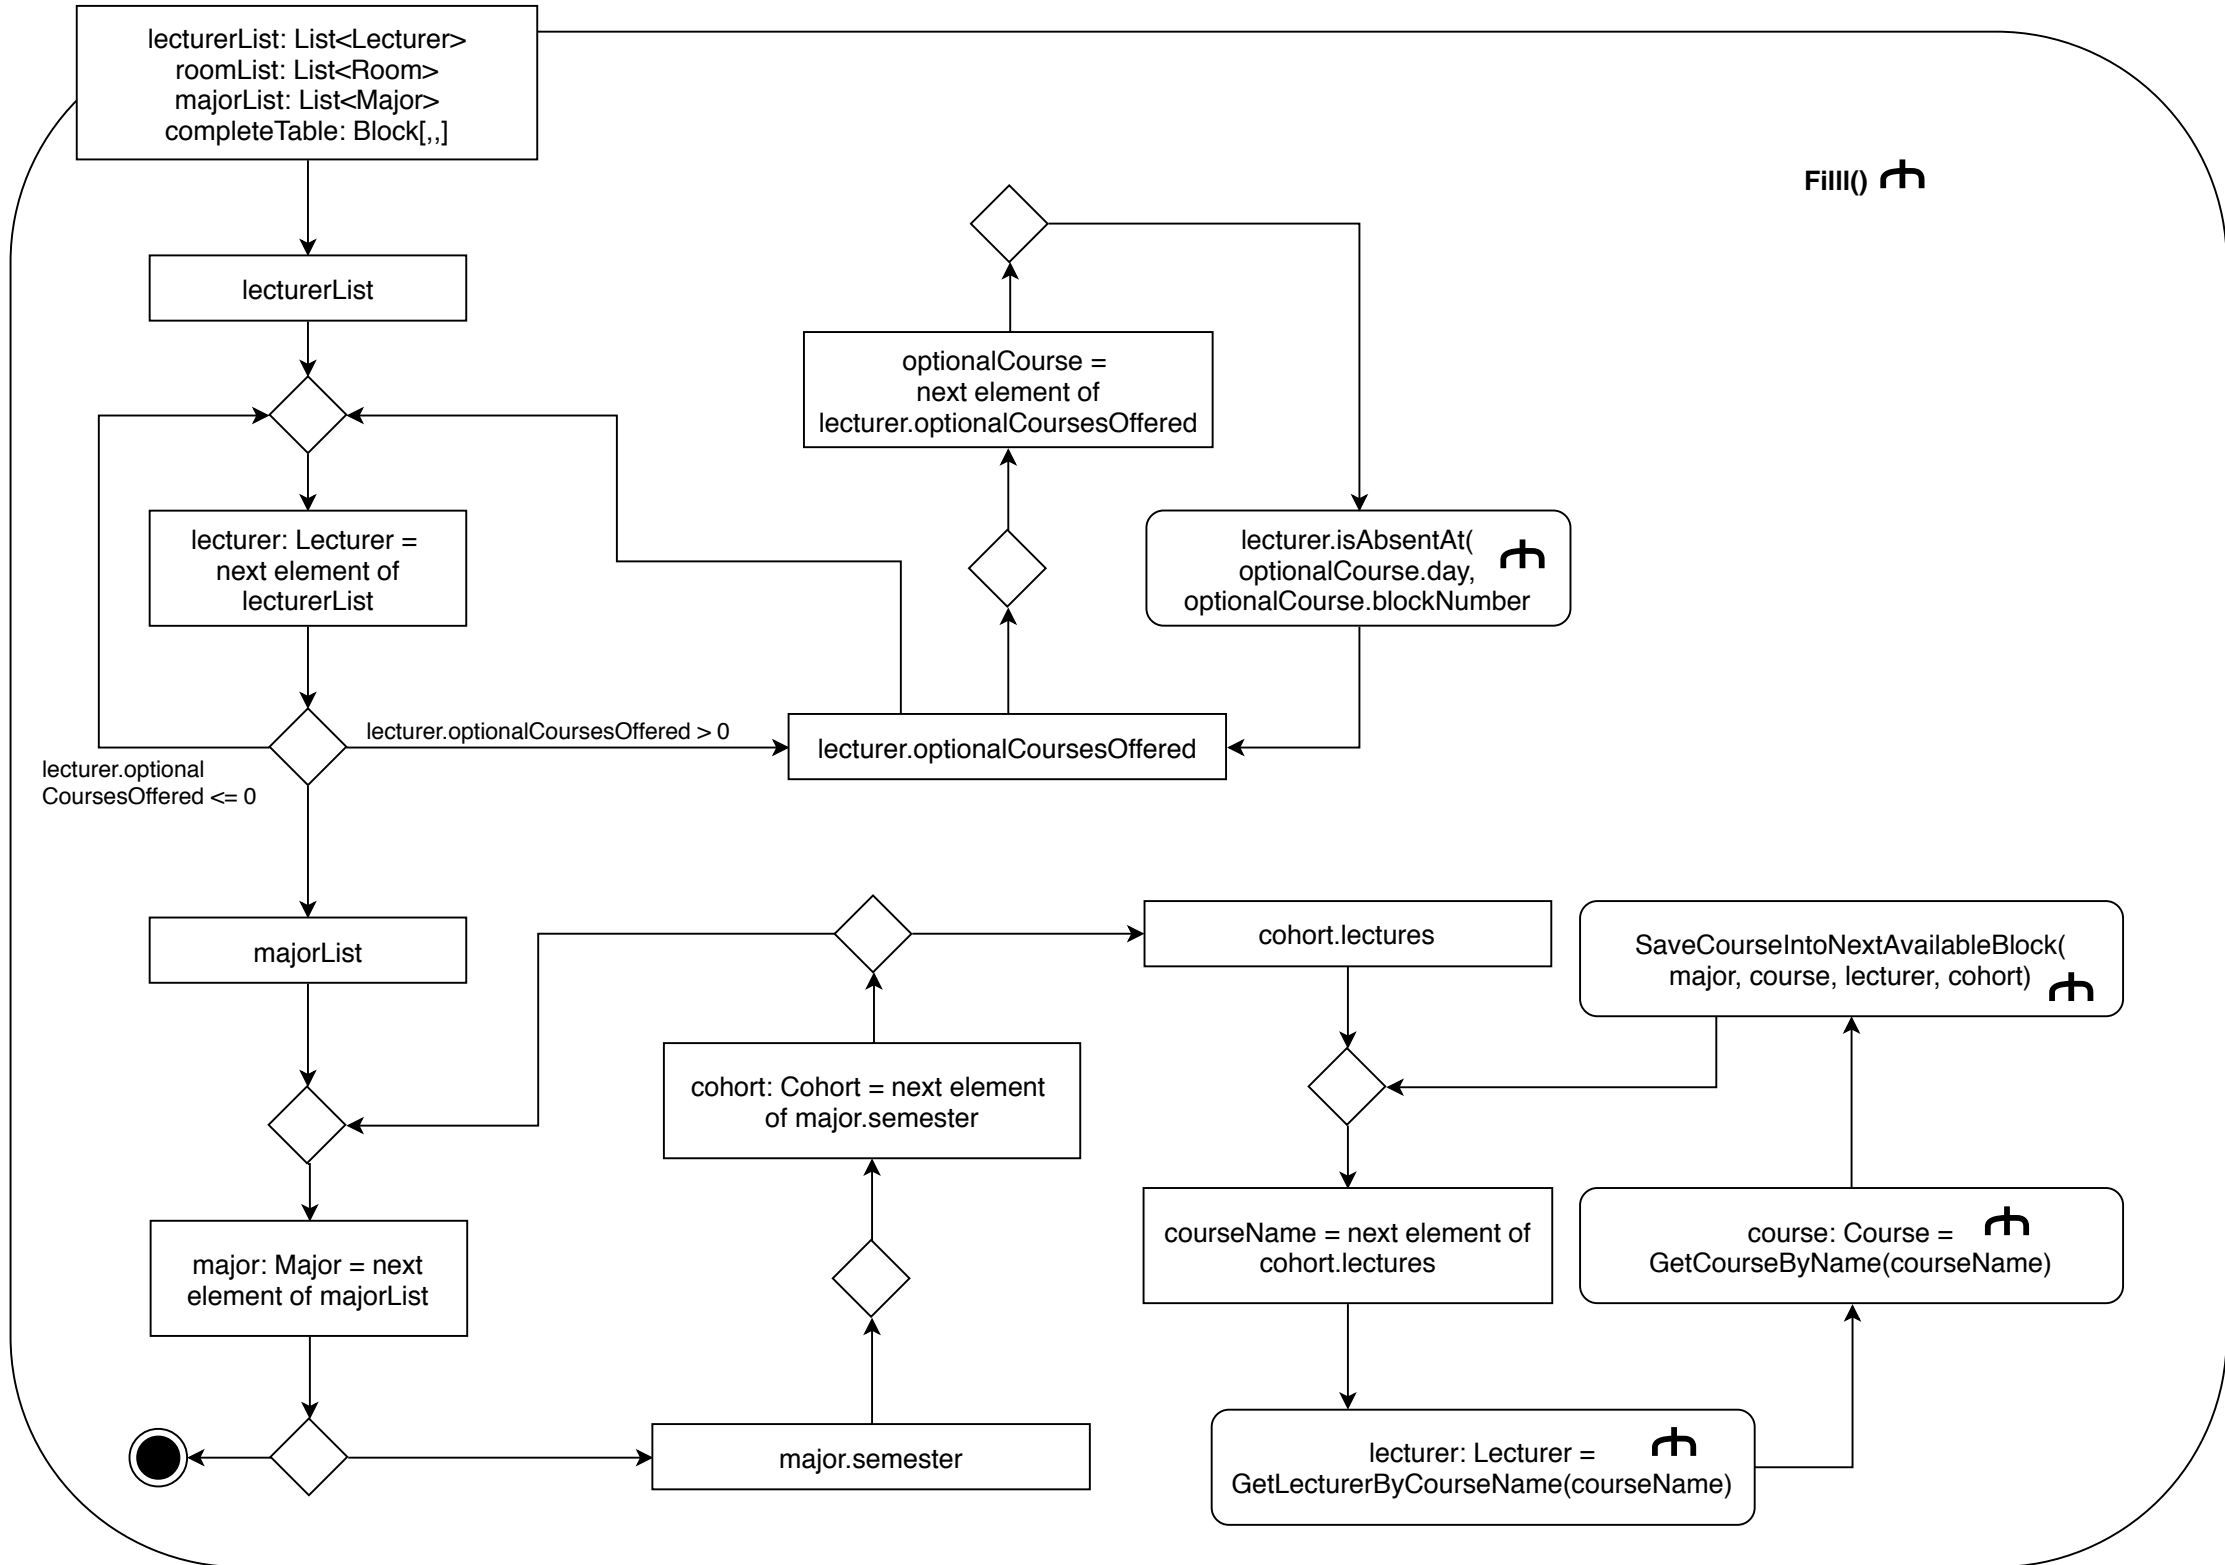 lecturerList: List<Lecturer>
roomList: List<Room>
majorList: List<Major>
completeTable: Block[,,]
Filll()
lecturerList
optionalCourse =
next element of
lecturer.optionalCoursesOffered
lecturer: Lecturer =
next element of
lecturerList
lecturer.isAbsentAt(
optionalCourse.day,
optionalCourse.blockNumber
lecturer.optionalCoursesOffered > 0
lecturer.optionalCoursesOffered
lecturer.optional
CoursesOffered <= 0
majorList
cohort.lectures
SaveCourseIntoNextAvailableBlock(
major, course, lecturer, cohort)
cohort: Cohort = next element
of major.semester
major: Major = next
element of majorList
courseName = next element of
cohort.lectures
course: Course =
GetCourseByName(courseName)
major.semester
lecturer: Lecturer =
GetLecturerByCourseName(courseName)